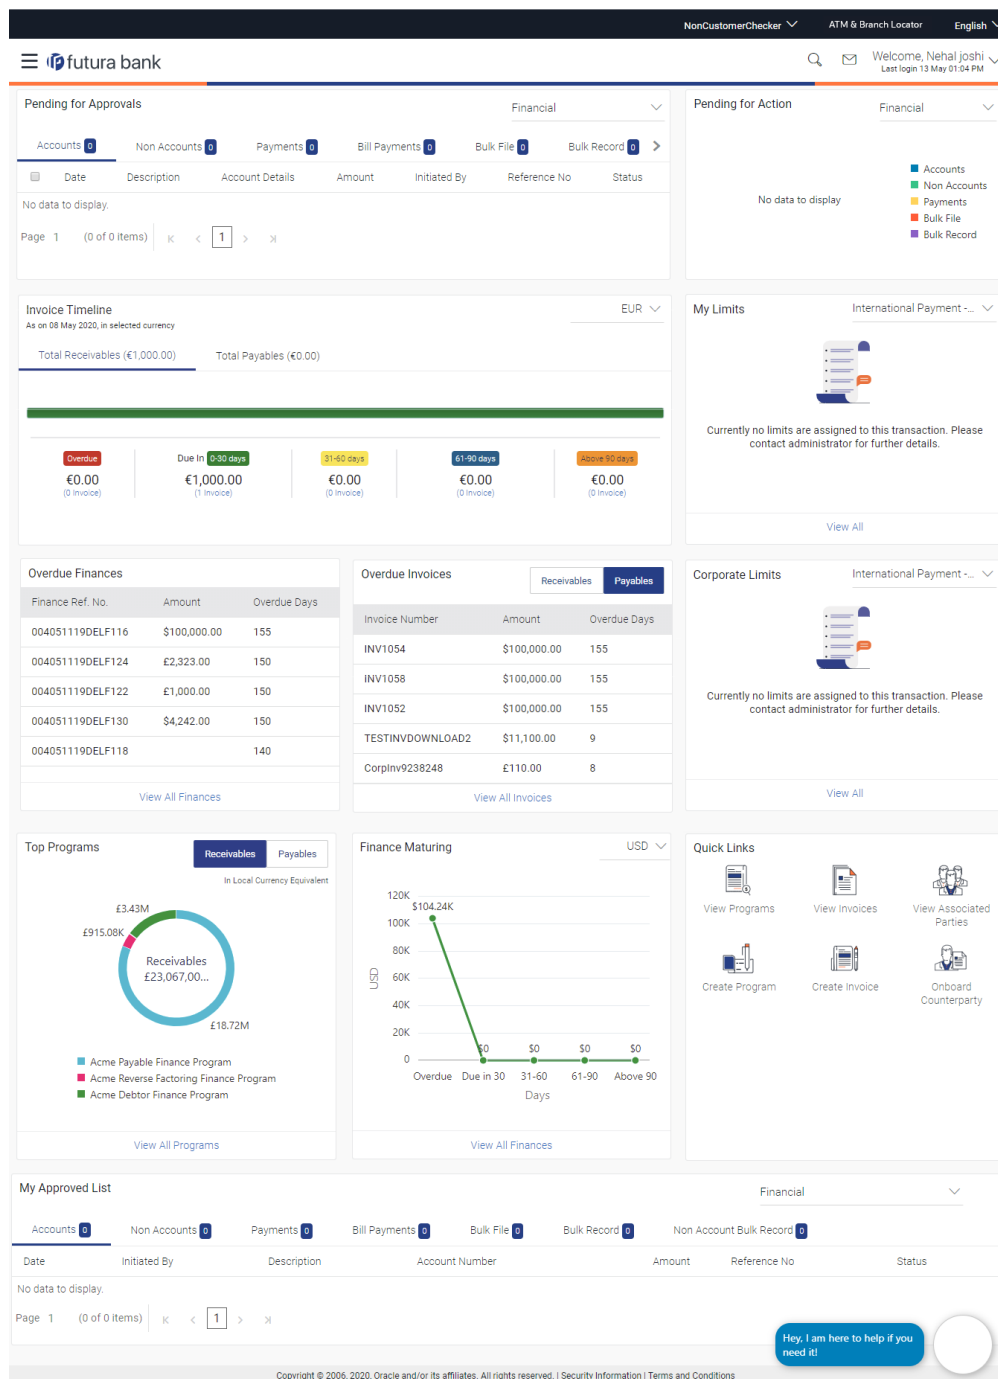 NonCustomerChecker ATM & Branch Locator English
futura bank Welcome, Nehal joshi
Last login 13 May 01:04 PM
Pending for Approvals Financial
Accounts 0 Non Accounts 0 Payments 0 Bill Payments 0 Bulk File 0 Bulk Record 0
Date Description Account Details Amount Initiated By Reference No Status
No data to display.
Page 1 (0 of 0 items) 1
Pending for Action Financial
No data to display
Accounts
Non Accounts
Payments
Bulk File
Bulk Record
Invoice Timeline EUR
As on 08 May 2020, in selected currency
Total Receivables (€1,000.00) Total Payables (€0.00)
Overdue Due In 0-30 days 31-60 days 61-90 days Above 90 days
€0.00 €1,000.00 €0.00 €0.00 €0.00
(0 Invoice) (1 Invoice) (0 Invoice) (0 Invoice) (0 Invoice)
My Limits International Payment -...
Currently no limits are assigned to this transaction. Please
contact administrator for further details.
View All
Overdue Finances
Finance Ref. No. Amount Overdue Days
004051119DELF116 $100,000.00 155
004051119DELF124 £2,323.00 150
004051119DELF122 £1,000.00 150
004051119DELF130 $4,242.00 150
004051119DELF118 140
View All Finances
Overdue Invoices Receivables Payables
Invoice Number Amount Overdue Days
INV1054 $100,000.00 155
INV1058 $100,000.00 155
INV1052 $100,000.00 155
TESTINVDOWNLOAD2 $11,100.00 9
CorpInv9238248 £110.00 8
View All Invoices
Corporate Limits International Payment -...
Currently no limits are assigned to this transaction. Please
contact administrator for further details.
View All
Top Programs Receivables Payables
In Local Currency Equivalent
£3.43M
£915.08K
Receivables
£23,067,00...
£18.72M
Acme Payable Finance Program
Acme Reverse Factoring Finance Program
Acme Debtor Finance Program
View All Programs
Finance Maturing USD
120K
$104.24K
100K
80K
60K
USD
40K
20K
$0 $0 $0 $0
0
Overdue Due in 30 31-60 61-90 Above 90
Days
View All Finances
Quick Links
View Programs View Invoices View Associated
Parties
Create Program Create Invoice Onboard
Counterparty
My Approved List Financial
Accounts 0 Non Accounts 0 Payments 0 Bill Payments 0 Bulk File 0 Bulk Record 0 Non Account Bulk Record 0
Date Initiated By Description Account Number Amount Reference No Status
No data to display.
Page 1 (0 of 0 items) 1
Hey, I am here to help if you
need it!
Copyright © 2006, 2020, Oracle and/or its affiliates. All rights reserved. | Security Information | Terms and Conditions